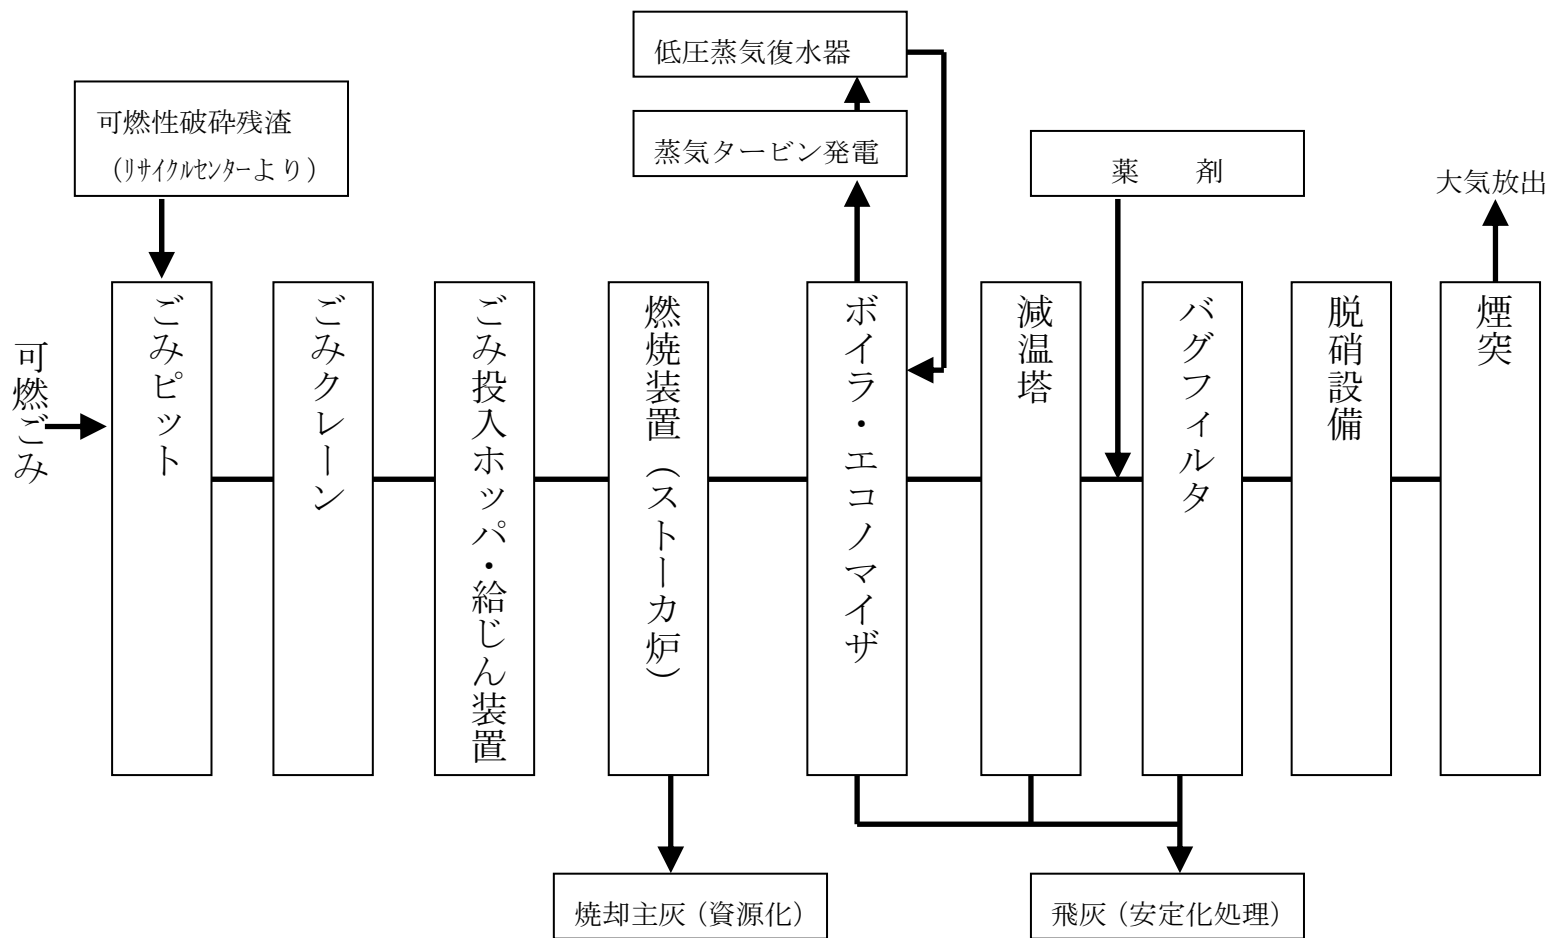 低圧蒸気復水器
可燃性破砕残渣
（ﾘｻｲｸﾙｾﾝﾀｰより）
蒸気タービン発電
薬　　剤
大気放出
可燃ごみ
ごみピット
ごみクレーン
ごみ投入ホッパ・給じん装置
燃焼装置（ストーカ炉）
ボイラ・エコノマイザ
減温塔
バグフィルタ
脱硝設備
煙突
焼却主灰（資源化）
飛灰（安定化処理）